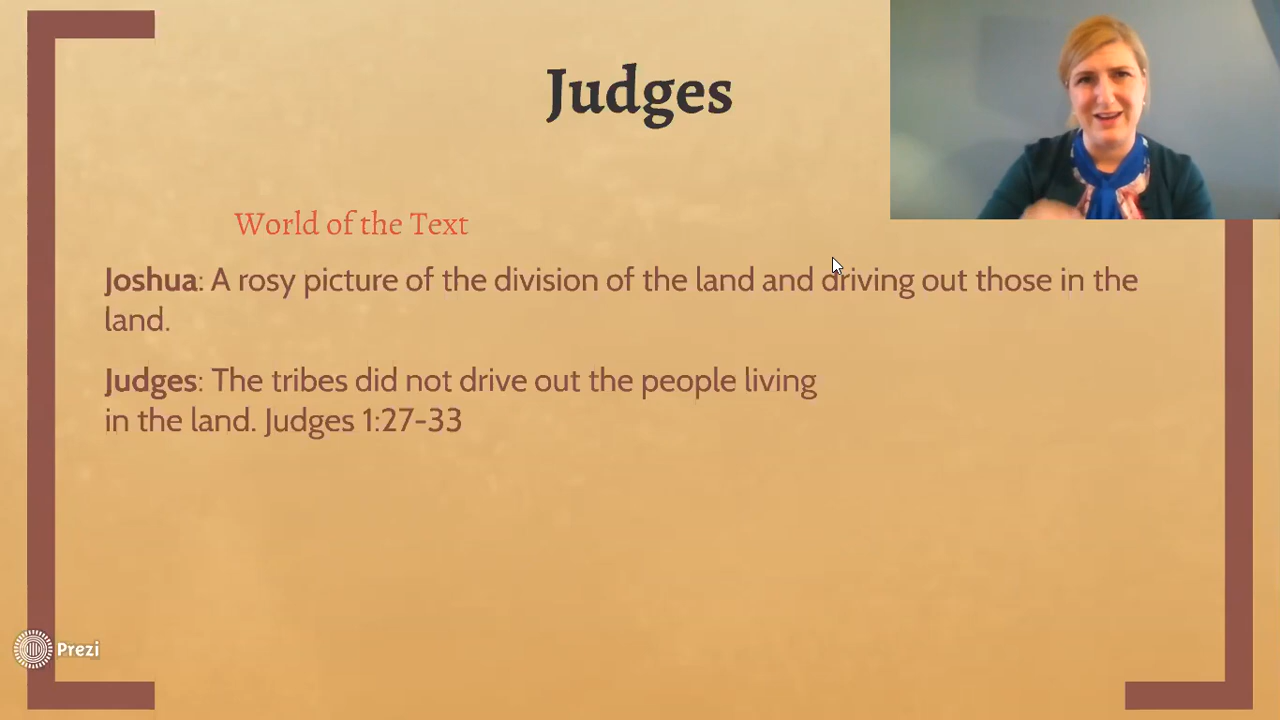 Judges
World of the Text
Joshua: A rosy picture of the division of the land and driving out those in the
land.
Judges: The tribes did not drive out the people living
in the land. Judges 1:27-33
Prezi